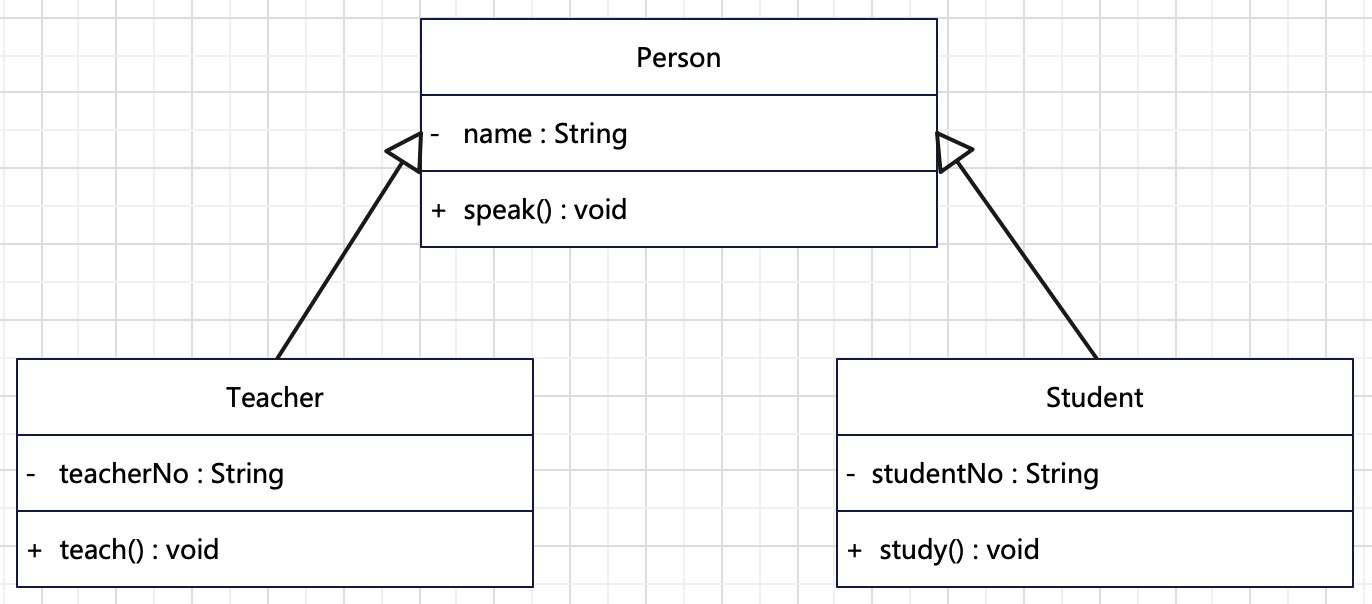 Person
- name : String
+ speak() : void
Teacher
- teacherNo : String
+ teach() : void
Student
- studentNo : String
+ study() : void